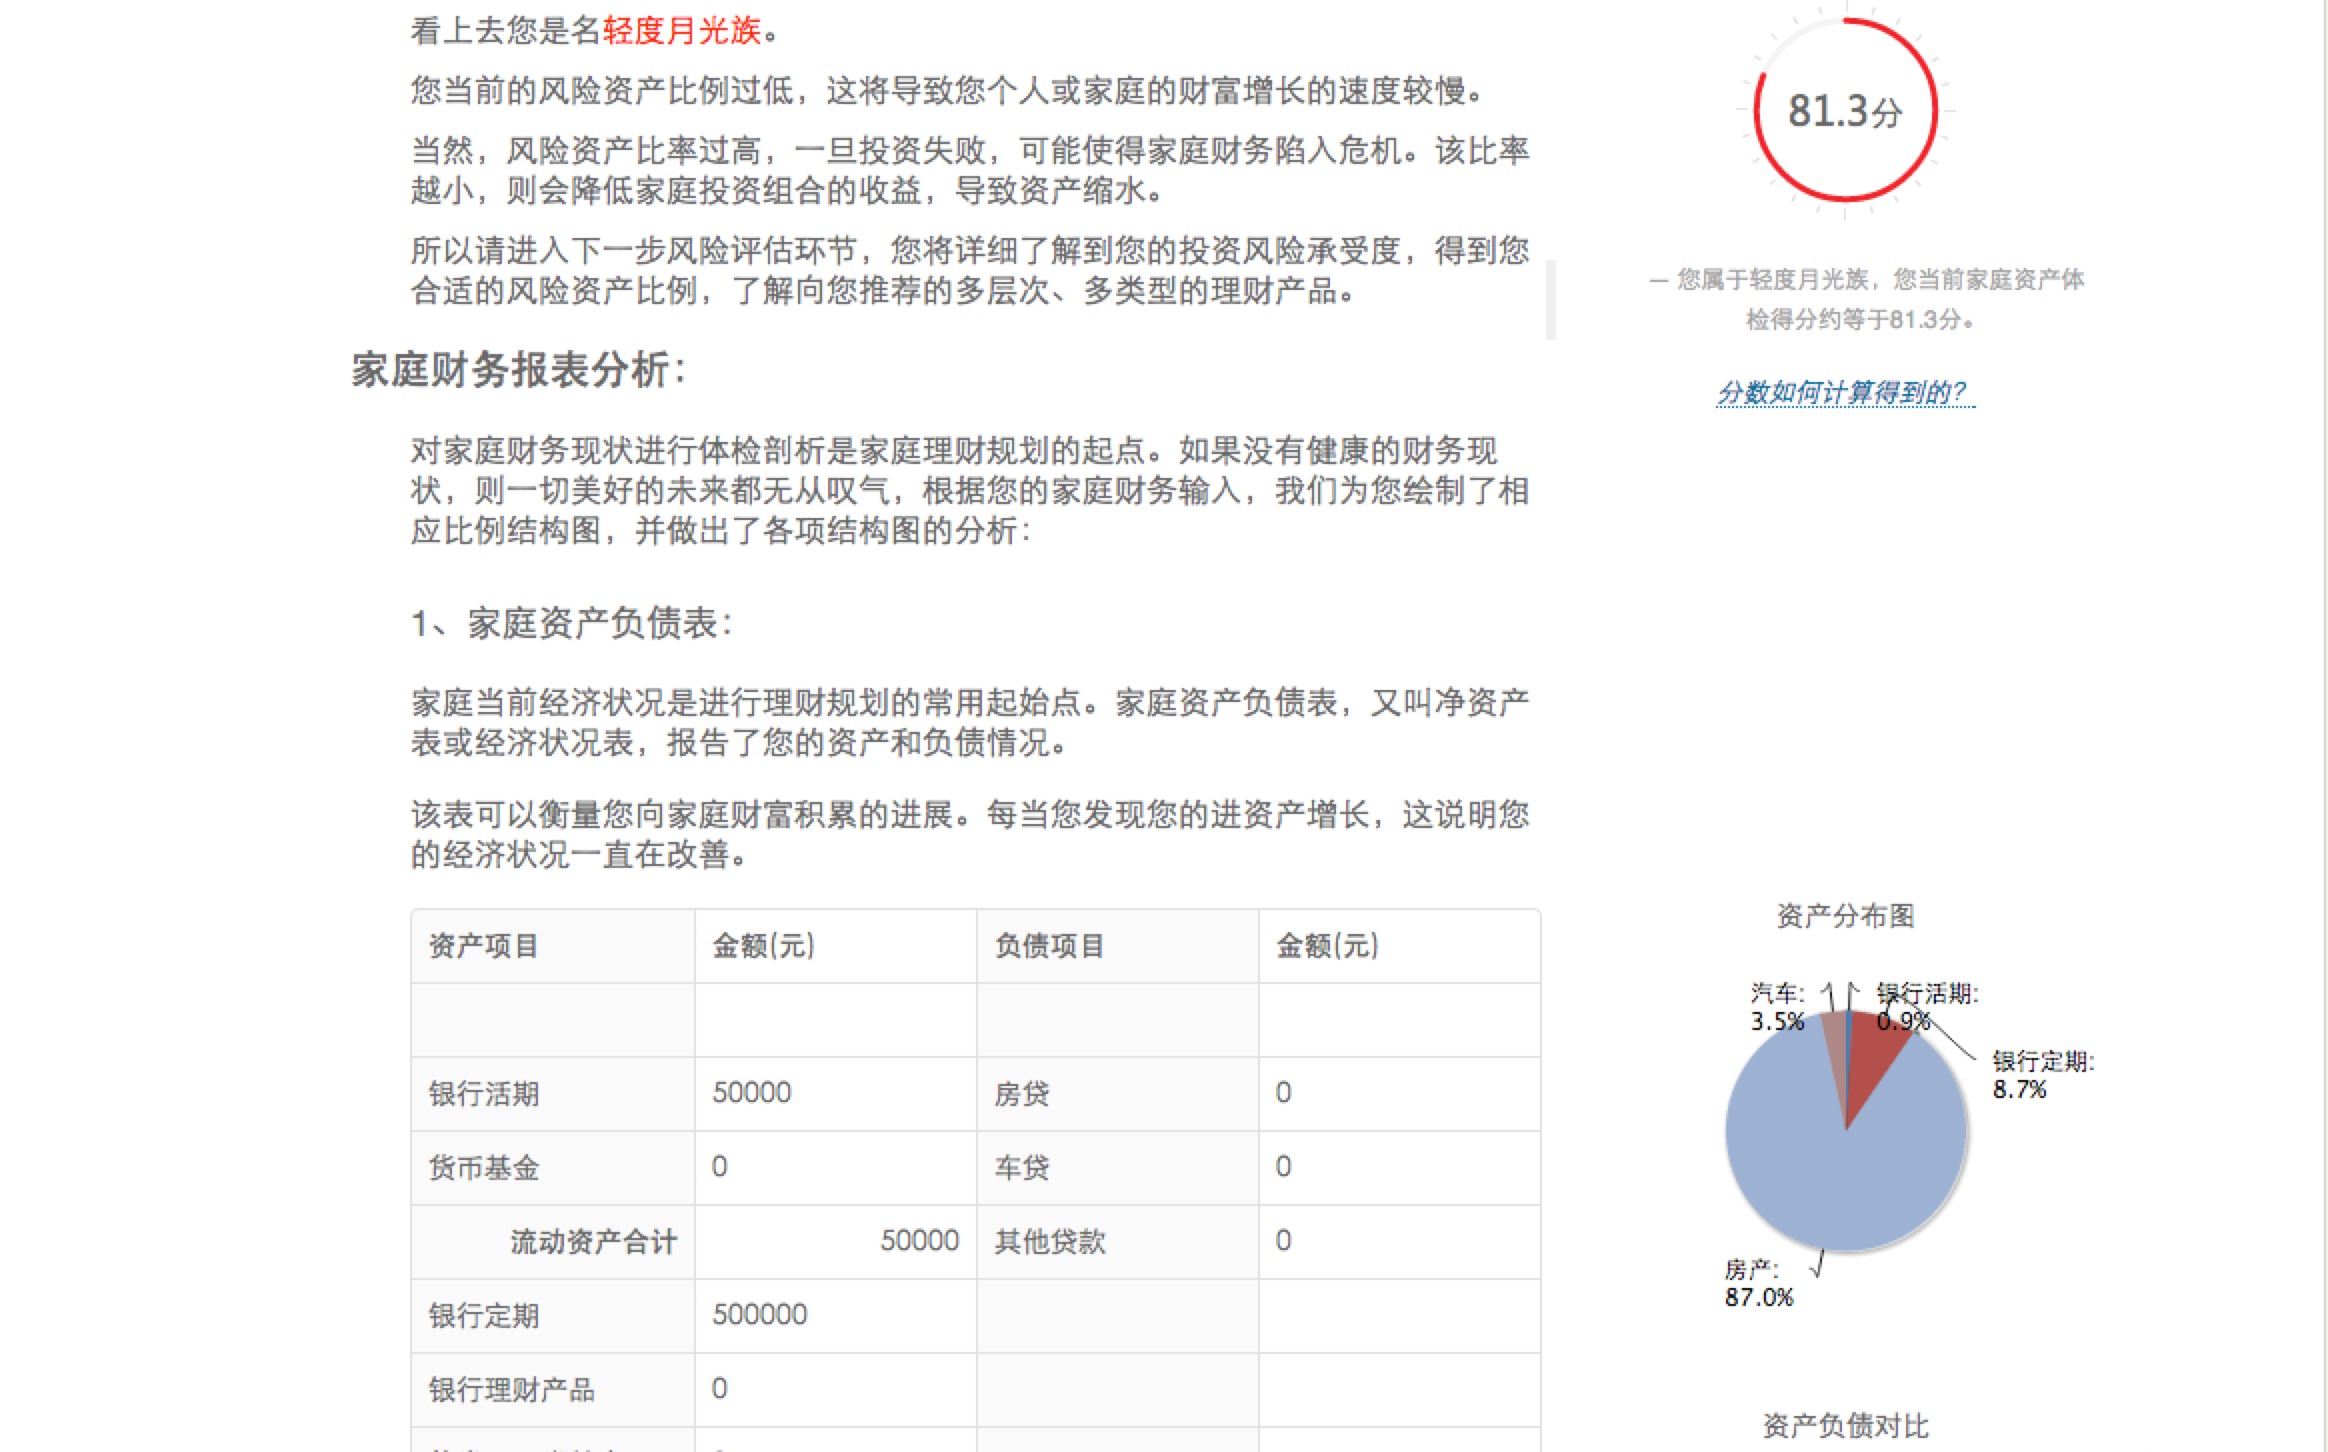 看上去您是名轻度月光族。
您当前的风险资产比例过低，这将导致您个人或家庭的财富增长的速度较慢。
当然，风险资产比率过高，一旦投资失败，可能使得家庭财务陷入危机。该比率
越小，则会降低家庭投资组合的收益，导致资产缩水。
所以请进入下一步风险评估环节，您将详细了解到您的投资风险承受度，得到您
合适的风险资产比例，了解向您推荐的多层次、多类型的理财产品。
81.3分
— 您属于轻度月光族，您当前家庭资产体
检得分约等于81.3分。
分数如何计算得到的？
家庭财务报表分析：
对家庭财务现状进行体检剖析是家庭理财规划的起点。如果没有健康的财务现
状，则一切美好的未来都无从叹气，根据您的家庭财务输入，我们为您绘制了相
应比例结构图，并做出了各项结构图的分析：
1、家庭资产负债表：
家庭当前经济状况是进行理财规划的常用起始点。家庭资产负债表，又叫净资产
表或经济状况表，报告了您的资产和负债情况。
该表可以衡量您向家庭财富积累的进展。每当您发现您的进资产增长，这说明您
的经济状况一直在改善。
资产项目 金额(元) 负债项目 金额(元)
银行活期 50000 房贷 0
货币基金 0 车贷 0
流动资产合计 50000 其他贷款 0
银行定期 500000
银行理财产品 0
资产分布图
汽车:
3.5%
银行活期:
0.9%
银行定期:
8.7%
房产:
87.0%
资产负债对比